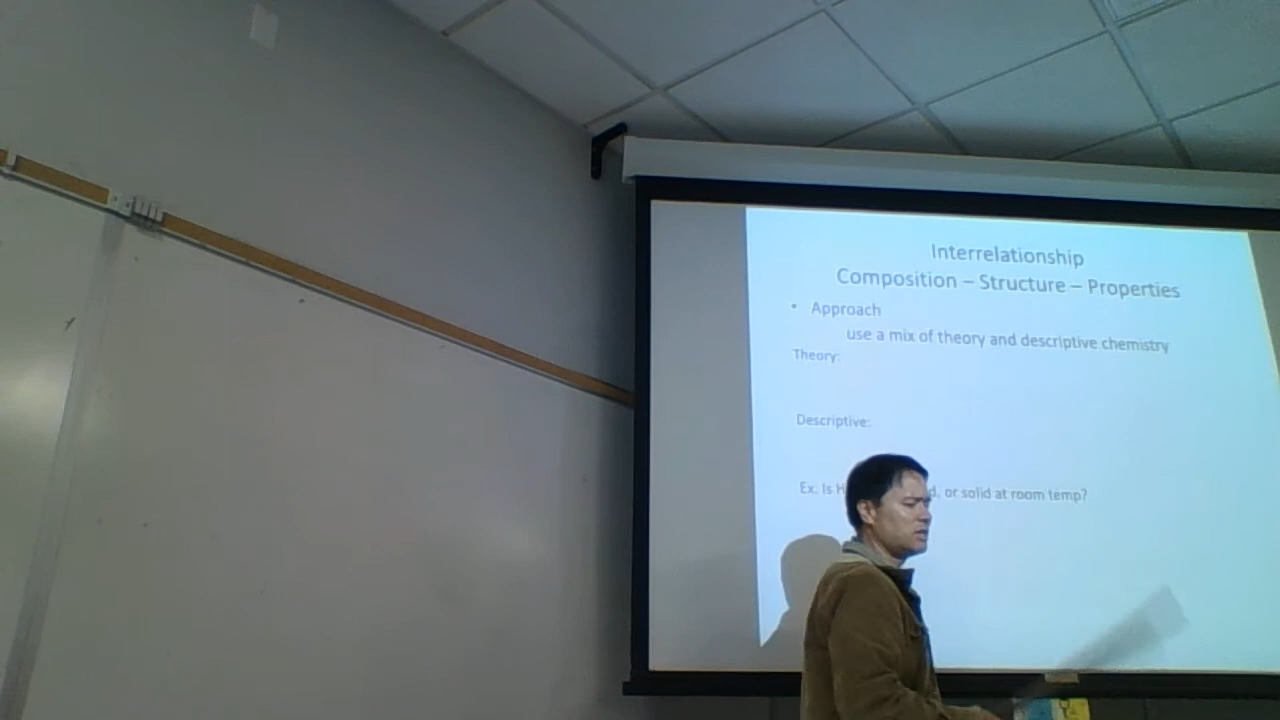 Interrelationship
Composition – Structure – Properties
• Approach
use a mix of theory and descriptive chemistry
Theory:
Descriptive:
Ex. Is or solid at room temp?